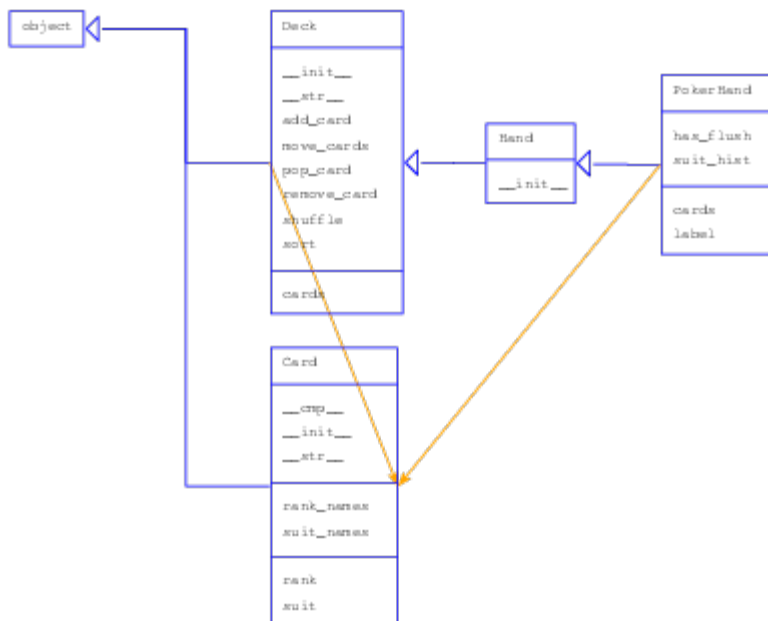 object
Deck
__init__
__str__
add_card
move_cards
pop_card
remove_card
shuffle
sort
cards
Hand
__init__
PokerHand
has_flush
suit_hist
cards
label
Card
__cmp__
__init__
__str__
rank_names
suit_names
rank
suit